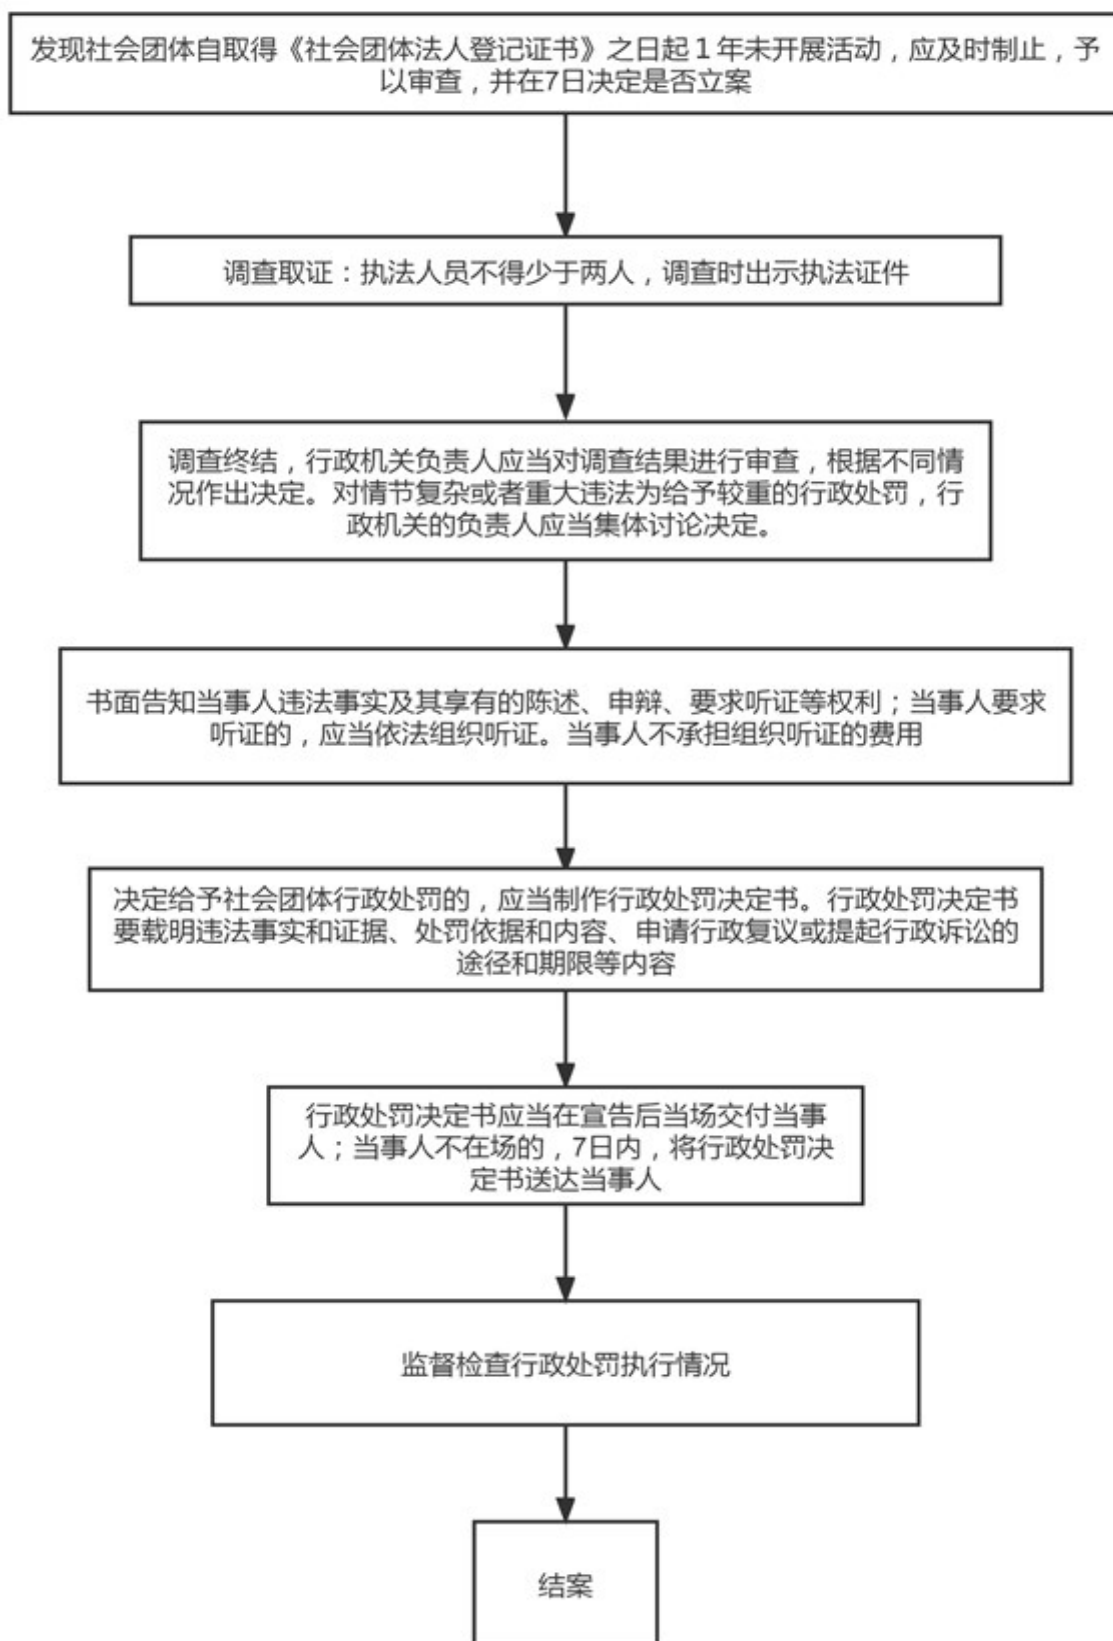 发现社会团体自取得《社会团体法人登记证书》之日起１年未开展活动，应及时制止，予
以审查，并在7日决定是否立案
调查取证：执法人员不得少于两人，调查时出示执法证件
调查终结，行政机关负责人应当对调查结果进行审查，根据不同情
况作出决定。对情节复杂或者重大违法为给予较重的行政处罚，行
政机关的负责人应当集体讨论决定。
书面告知当事人违法事实及其享有的陈述、申辩、要求听证等权利；当事人要求
听证的，应当依法组织听证。当事人不承担组织听证的费用
决定给予社会团体行政处罚的，应当制作行政处罚决定书。行政处罚决定书
要载明违法事实和证据、处罚依据和内容、申请行政复议或提起行政诉讼的
途径和期限等内容
行政处罚决定书应当在宣告后当场交付当事
人；当事人不在场的，7日内，将行政处罚决
定书送达当事人
监督检查行政处罚执行情况
结案